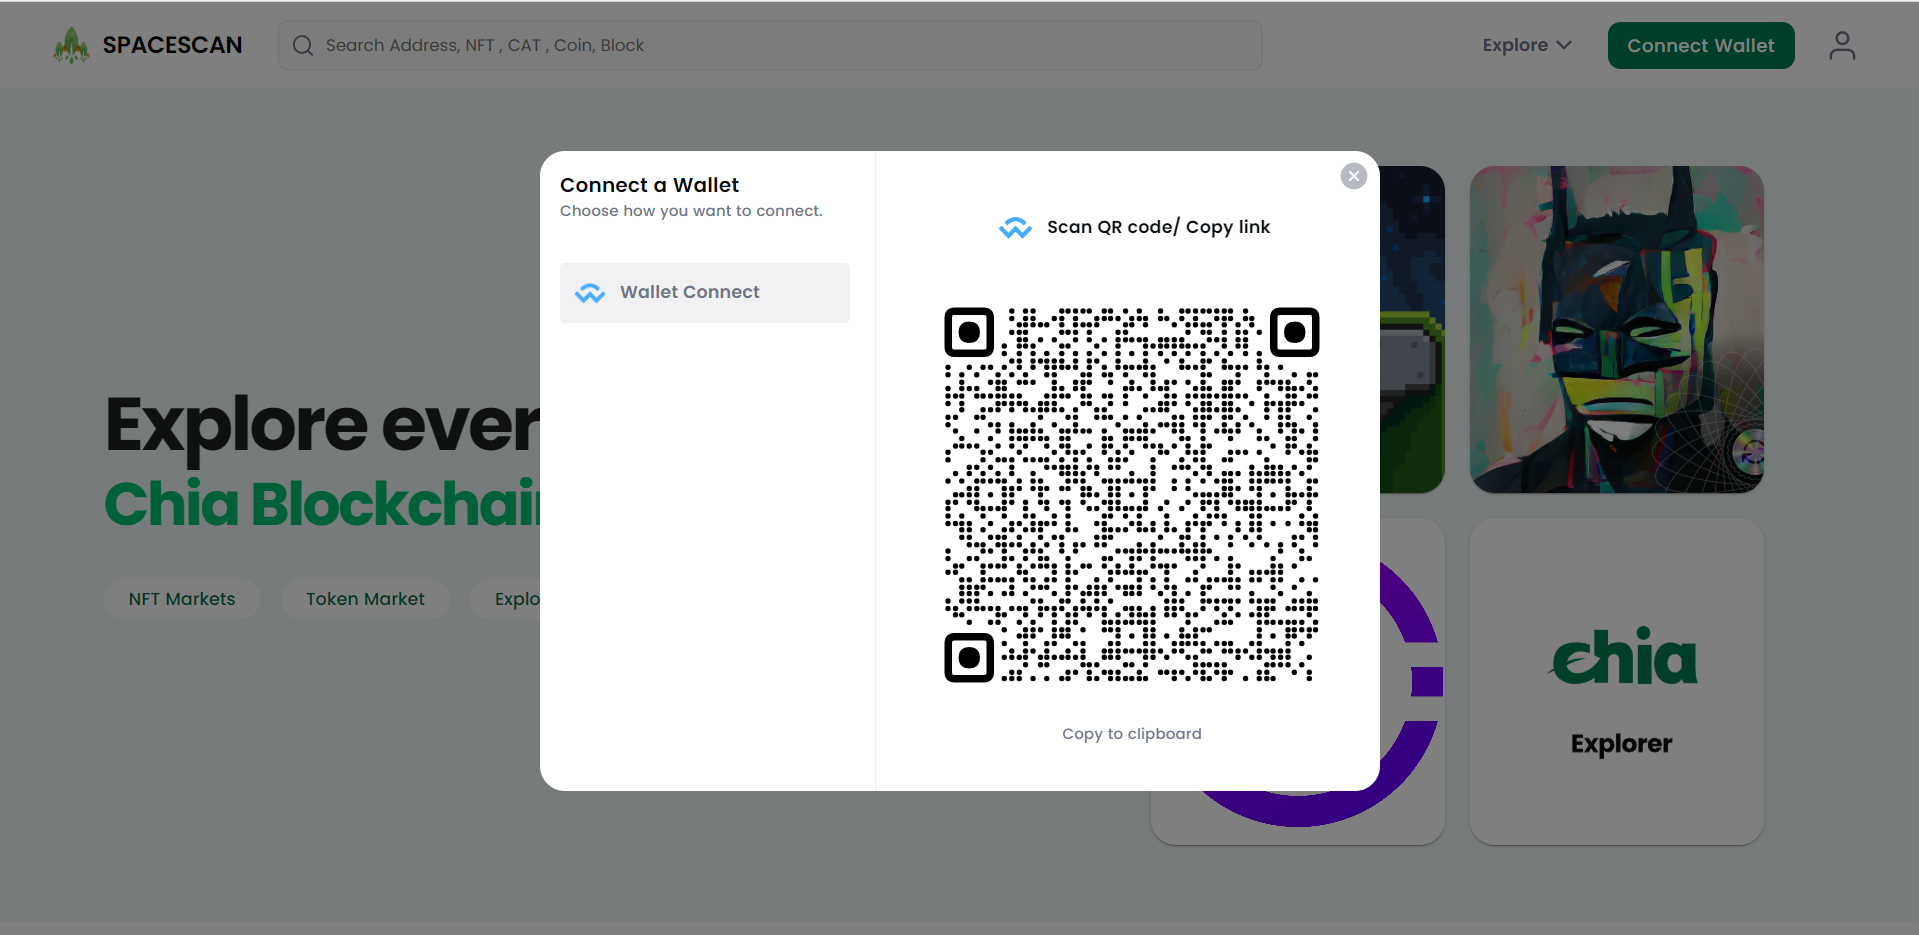 SPACESCAN
Search Address, NFT , CAT , Coin, Block
Explore
Connect Wallet
Connect a Wallet
Choose how you want to connect.
Wallet Connect
Scan QR code/ Copy link
Copy to clipboard
Explore ever
Chia Blockchain
NFT Markets
Token Market
Explo
chia
Explorer